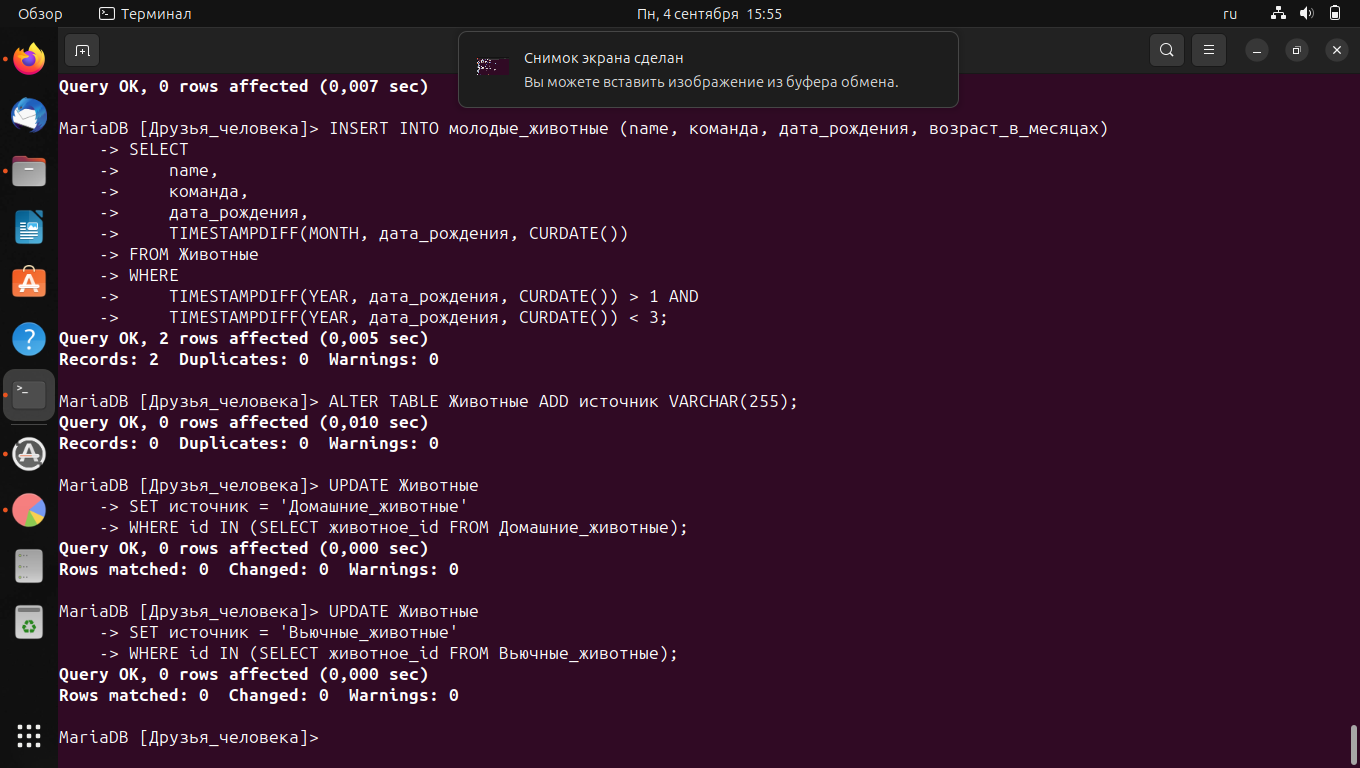 Обзор
Терминал
Пн, 4 сентября 15:55
ru
Снимок экрана сделан
Вы можете вставить изображение из буфера обмена.
Query OK, 0 rows affected (0,007 sec)
MariaDB [Друзья_человека]> INSERT INTO молодые_животные (name, команда, дата_рождения, возраст_в_месяцах)
    -> SELECT
    ->     name,
    ->     команда,
    ->     дата_рождения,
    ->     TIMESTAMPDIFF(MONTH, дата_рождения, CURDATE())
    -> FROM Животные
    -> WHERE
    ->     TIMESTAMPDIFF(YEAR, дата_рождения, CURDATE()) > 1 AND
    ->     TIMESTAMPDIFF(YEAR, дата_рождения, CURDATE()) < 3;
Query OK, 2 rows affected (0,005 sec)
Records: 2  Duplicates: 0  Warnings: 0
MariaDB [Друзья_человека]> ALTER TABLE Животные ADD источник VARCHAR(255);
Query OK, 0 rows affected (0,010 sec)
Records: 0  Duplicates: 0  Warnings: 0
MariaDB [Друзья_человека]> UPDATE Животные
    -> SET источник = 'Домашние_животные'
    -> WHERE id IN (SELECT животное_id FROM Домашние_животные);
Query OK, 0 rows affected (0,000 sec)
Rows matched: 0  Changed: 0  Warnings: 0
MariaDB [Друзья_человека]> UPDATE Животные
    -> SET источник = 'Вьючные_животные'
    -> WHERE id IN (SELECT животное_id FROM Вьючные_животные);
Query OK, 0 rows affected (0,000 sec)
Rows matched: 0  Changed: 0  Warnings: 0
MariaDB [Друзья_человека]>